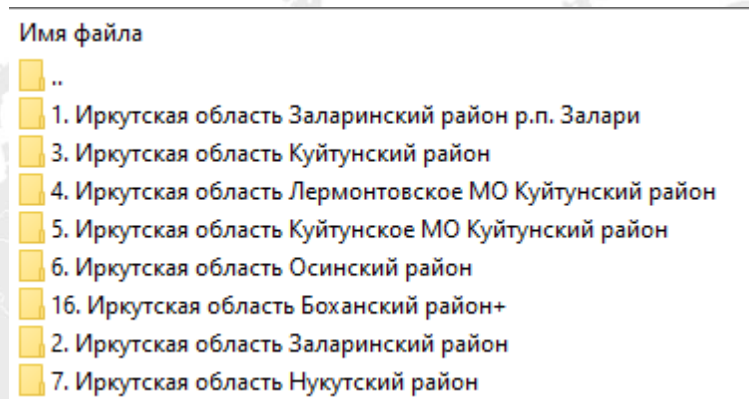 Имя файла
..
1. Иркутская область Заларинский район р.п. Залари
3. Иркутская область Куйтунский район
4. Иркутская область Лермонтовское МО Куйтунский район
5. Иркутская область Куйтунское МО Куйтунский район
6. Иркутская область Осинский район
16. Иркутская область Боханский район+
2. Иркутская область Заларинский район
7. Иркутская область Нукутский район